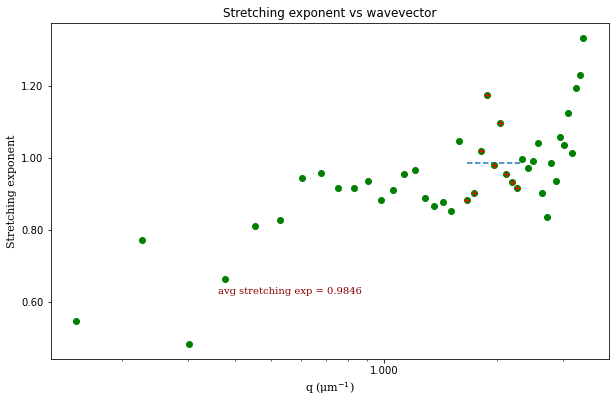 Stretching exponent vs wavevector
Stretching exponent
1.20
1.00
0.80
0.60
avg stretching exp = 0.9846
1.000
q (μm⁻¹)